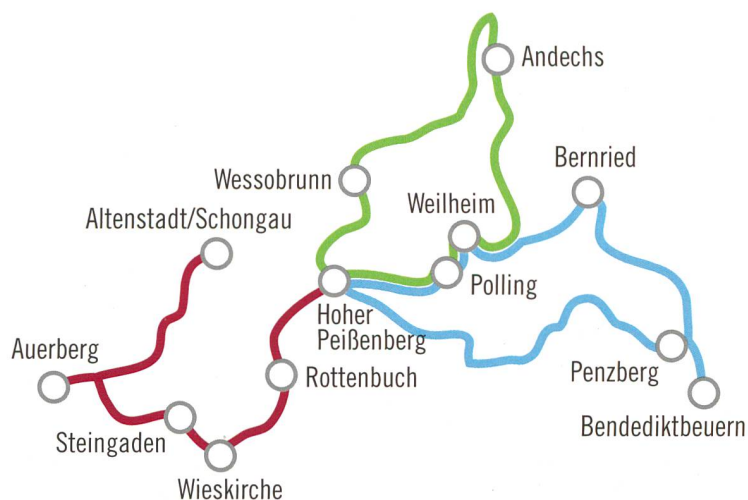 Andechs
Bernried
Wessobrunn
Weilheim
Altenstadt/Schongau
Polling
Hoher
Peißenberg
Auerberg
Rottenbuch
Penzberg
Steingaden
Bendediktbeuern
Wieskirche